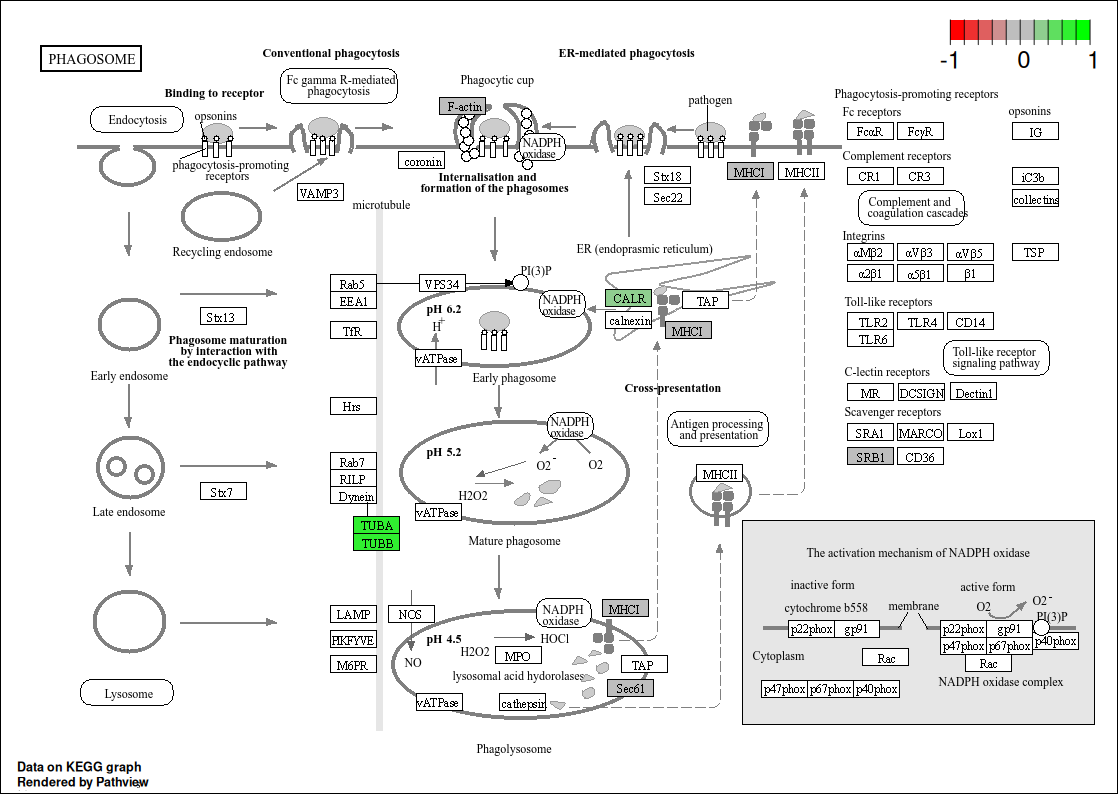 PHAGOSOME
Conventional phagocytosis
ER-mediated phagocytosis
-1
0
1
Fc gamma R-mediated
phagocytosis
Phagocytic cup
Binding to receptor
Endocytosis
opsonins
F-actin
pathogen
NADPH
oxidase
coronin
phagocytosis-promoting
receptors
VAMP3
Internalisation and
formation of the phagosomes
Stx18
Sec22
MHCI
MHCII
microtubule
Recycling endosome
ER (endoprasmic reticulum)
Phagocytosis-promoting receptors
Fc receptors
opsonins
FcαR
FcγR
IG
Complement receptors
CR1
CR3
iC3b
collectins
Complement and
coagulation cascades
Integrins
αMβ2
αVβ3
αVβ5
TSP
α2β1
α5β1
β1
Toll-like receptors
TLR2
TLR4
CD14
TLR6
Toll-like receptor
signaling pathway
C-lectin receptors
MR
DCSIGN
Dectin1
Scavenger receptors
SRA1
MARCO
Lox1
SRB1
CD36
Rab5
EEA1
TfR
VPS34
PI(3)P
pH 6.2
H+
NADPH
oxidase
vATPase
CALR
calnexin
TAP
MHCI
Stx13
Phagosome maturation
by interaction with
the endocyclic pathway
Early endosome
Early phagosome
Cross-presentation
Hrs
NADPH
oxidase
Antigen processing
and presentation
pH 5.2
O2-
O2
H2O2
vATPase
MHCII
Rab7
RILP
Dynein
TUBA
TUBB
Stx7
Late endosome
Mature phagosome
LAMP
PIKFYVE
M6PR
NOS
NO
NADPH
oxidase
MHCI
pH 4.5
HOCl
H2O2
MPO
lysosomal acid hydorolases
TAP
Sec61
vATPase
cathepsin
Lysosome
Phagolysosome
The activation mechanism of NADPH oxidase
inactive form
active form
cytochrome b558
membrane
O2
O2-
PI(3)P
p22phox
gp91
p22phox
gp91
p47phox
p67phox
p40phox
Cytoplasm
Rac
Rac
p47phox
p67phox
p40phox
NADPH oxidase complex
Data on KEGG graph
Rendered by Pathview